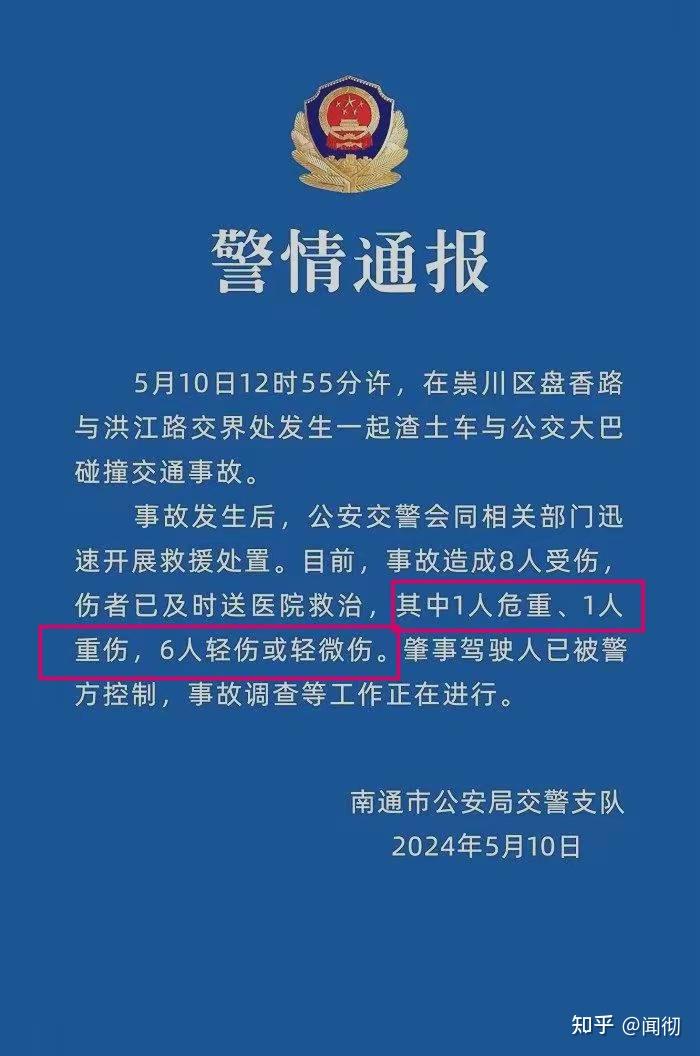 警情通报
5月10日12时55分许，在崇川区盘香路
与洪江路交界处发生一起渣土车与公交大巴
碰撞交通事故。
事故发生后，公安交警会同相关部门迅
速开展救援处置。目前，事故造成8人受伤，
伤者已及时送医院救治，其中1人危重、1人
重伤，6人轻伤或轻微伤。肇事驾驶人已被警
方控制，事故调查等工作正在进行。
南通市公安局交警支队
2024年5月10日
知乎 @闻彻